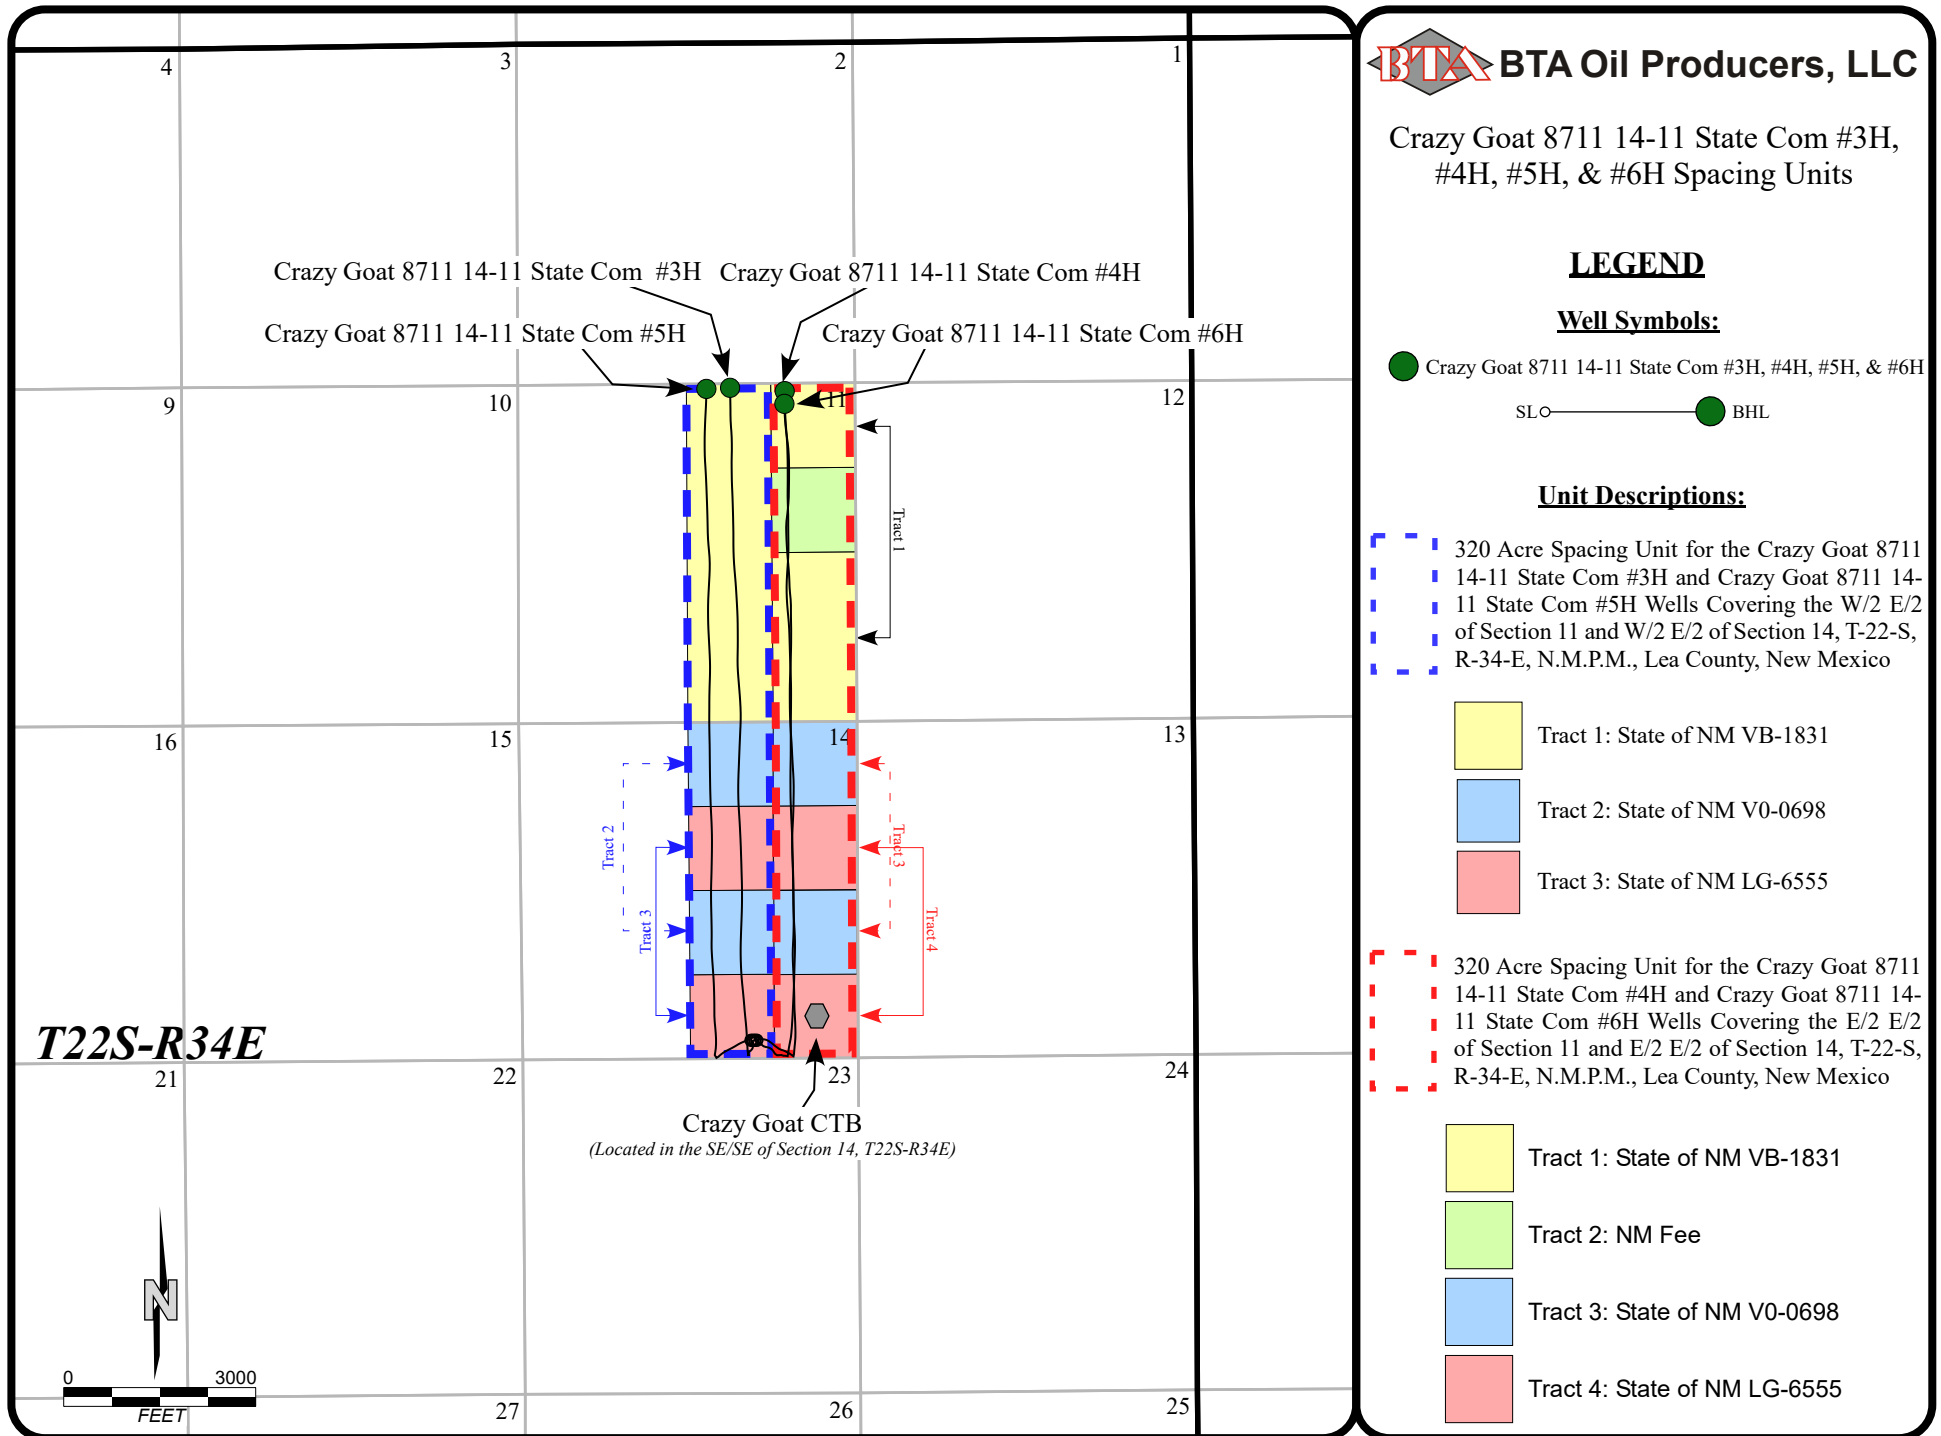 4
3
2
1
Crazy Goat 8711 14-11 State Com #3H
Crazy Goat 8711 14-11 State Com #4H
Crazy Goat 8711 14-11 State Com #5H
Crazy Goat 8711 14-11 State Com #6H
9
10
11
12
Tract 1
16
15
14
13
Tract 2
Tract 3
Tract 3
Tract 4
T22S-R34E
21
22
23
24
Crazy Goat CTB
(Located in the SE/SE of Section 14, T22S-R34E)
N
0 3000
FEET
27
26
25
BTA BTA Oil Producers, LLC
Crazy Goat 8711 14-11 State Com #3H,
#4H, #5H, & #6H Spacing Units
LEGEND
Well Symbols:
Crazy Goat 8711 14-11 State Com #3H, #4H, #5H, & #6H
SL BHL
Unit Descriptions:
320 Acre Spacing Unit for the Crazy Goat 8711
14-11 State Com #3H and Crazy Goat 8711 14-
11 State Com #5H Wells Covering the W/2 E/2
of Section 11 and W/2 E/2 of Section 14, T-22-S,
R-34-E, N.M.P.M., Lea County, New Mexico
Tract 1: State of NM VB-1831
Tract 2: State of NM V0-0698
Tract 3: State of NM LG-6555
320 Acre Spacing Unit for the Crazy Goat 8711
14-11 State Com #4H and Crazy Goat 8711 14-
11 State Com #6H Wells Covering the E/2 E/2
of Section 11 and E/2 E/2 of Section 14, T-22-S,
R-34-E, N.M.P.M., Lea County, New Mexico
Tract 1: State of NM VB-1831
Tract 2: NM Fee
Tract 3: State of NM V0-0698
Tract 4: State of NM LG-6555